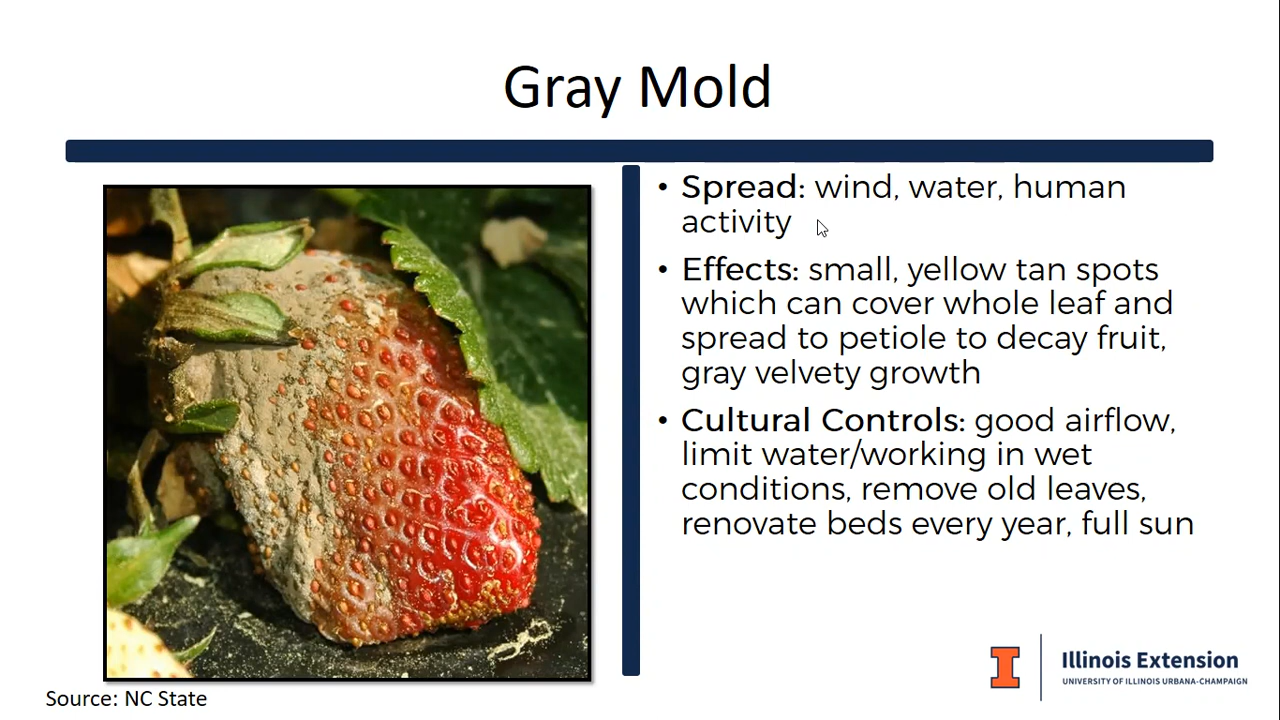 Gray Mold
• Spread: wind, water, human
activity
• Effects: small, yellow tan spots
which can cover whole leaf and
spread to petiole to decay fruit,
gray velvety growth
• Cultural Controls: good airflow,
limit water/working in wet
conditions, remove old leaves,
renovate beds every year, full sun
Source: NC State
I
Illinois Extension
UNIVERSITY OF ILLINOIS URBANA-CHAMPAIGN